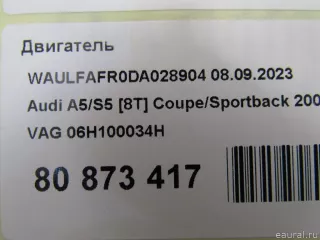 Двигатель
WAULFAFR0DA028904 08.09.2023
Audi A5/S5 [8T] Coupe/Sportback 200
VAG 06H100034H
80 873 417
eaural.ru